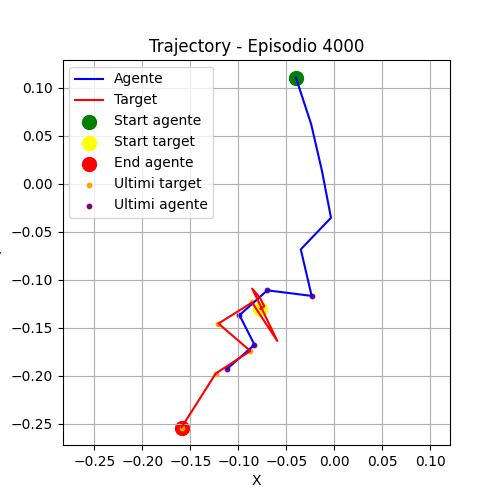 Trajectory - Episodio 4000
Agente
Target
Start agente
Start target
End agente
Ultimi target
Ultimi agente
0.10
0.05
0.00
−0.05
−0.10
−0.15
−0.20
−0.25
−0.25 −0.20 −0.15 −0.10 −0.05 0.00 0.05 0.10
X